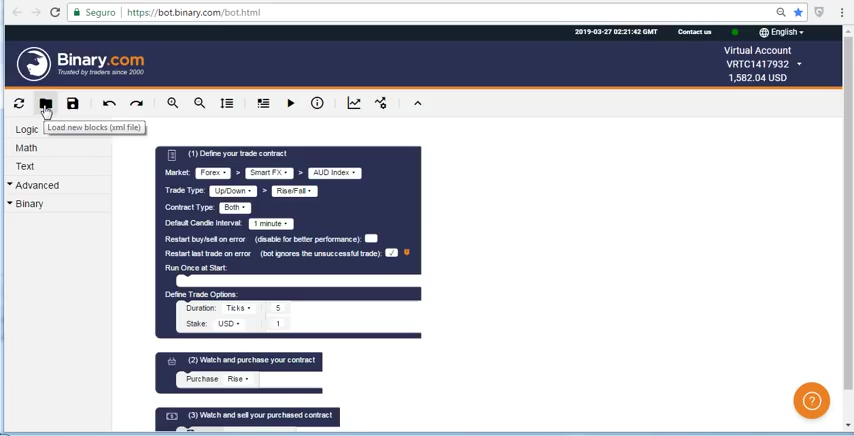 Seguro https://bot.binary.com/bot.html
2019-03-27 02:21:42 GMT Contact us English
Binary.com
Trusted by traders since 2000
Virtual Account
VRTC1417932
1,582.04 USD
Load new blocks (xml file)
Logic
Math
Text
Advanced
Binary
(1) Define your trade contract
Market: Forex > Smart FX > AUD Index
Trade Type: Up/Down > Rise/Fall
Contract Type: Both
Default Candle Interval: 1 minute
Restart buy/sell on error (disable for better performance):
Restart last trade on error (bot ignores the unsuccessful trade): ✓
Run Once at Start:
Define Trade Options:
Duration: Ticks 5
Stake: USD 1
(2) Watch and purchase your contract
Purchase Rise
(3) Watch and sell your purchased contract